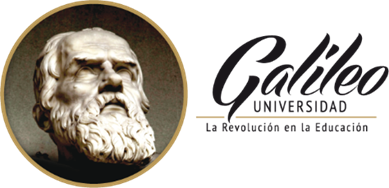 Galileo
UNIVERSIDAD
La Revolución en la Educación